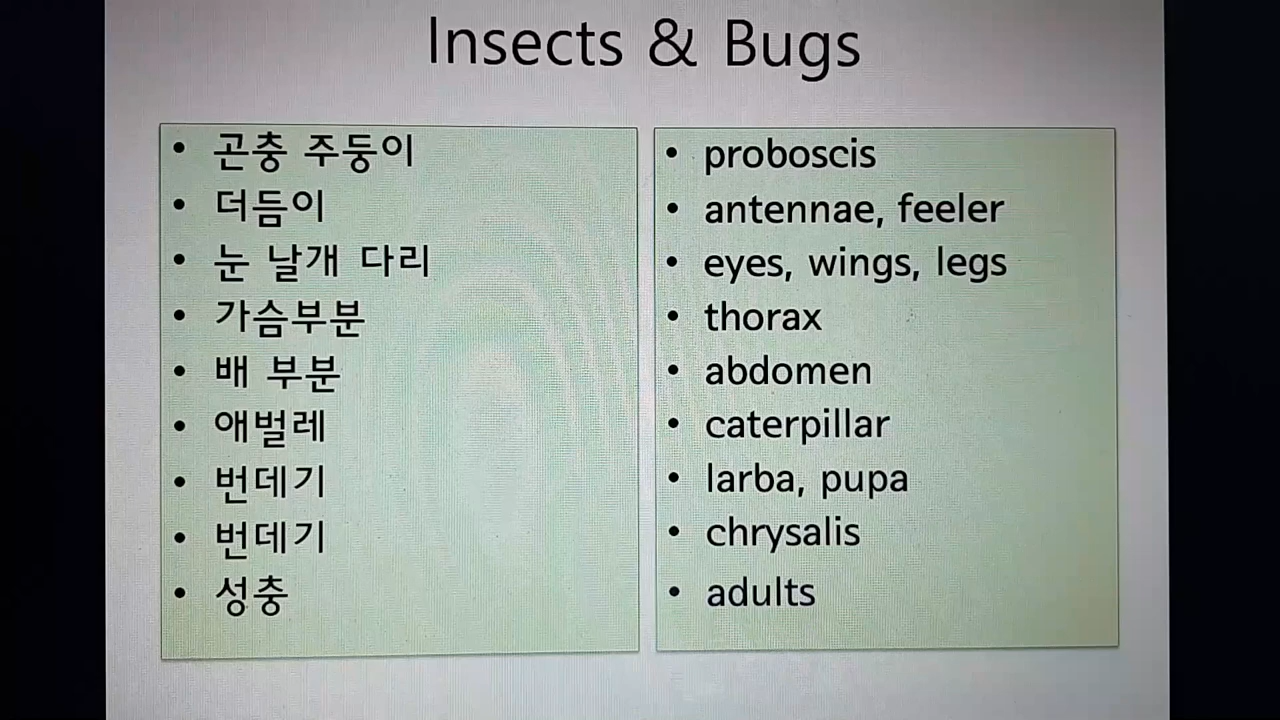 Insects & Bugs
• 곤충 주둥이
• 더듬이
• 눈 날개 다리
• 가슴부분
• 배 부분
• 애벌레
• 번데기
• 번데기
• 성충
• proboscis
• antennae, feeler
• eyes, wings, legs
• thorax
• abdomen
• caterpillar
• larba, pupa
• chrysalis
• adults